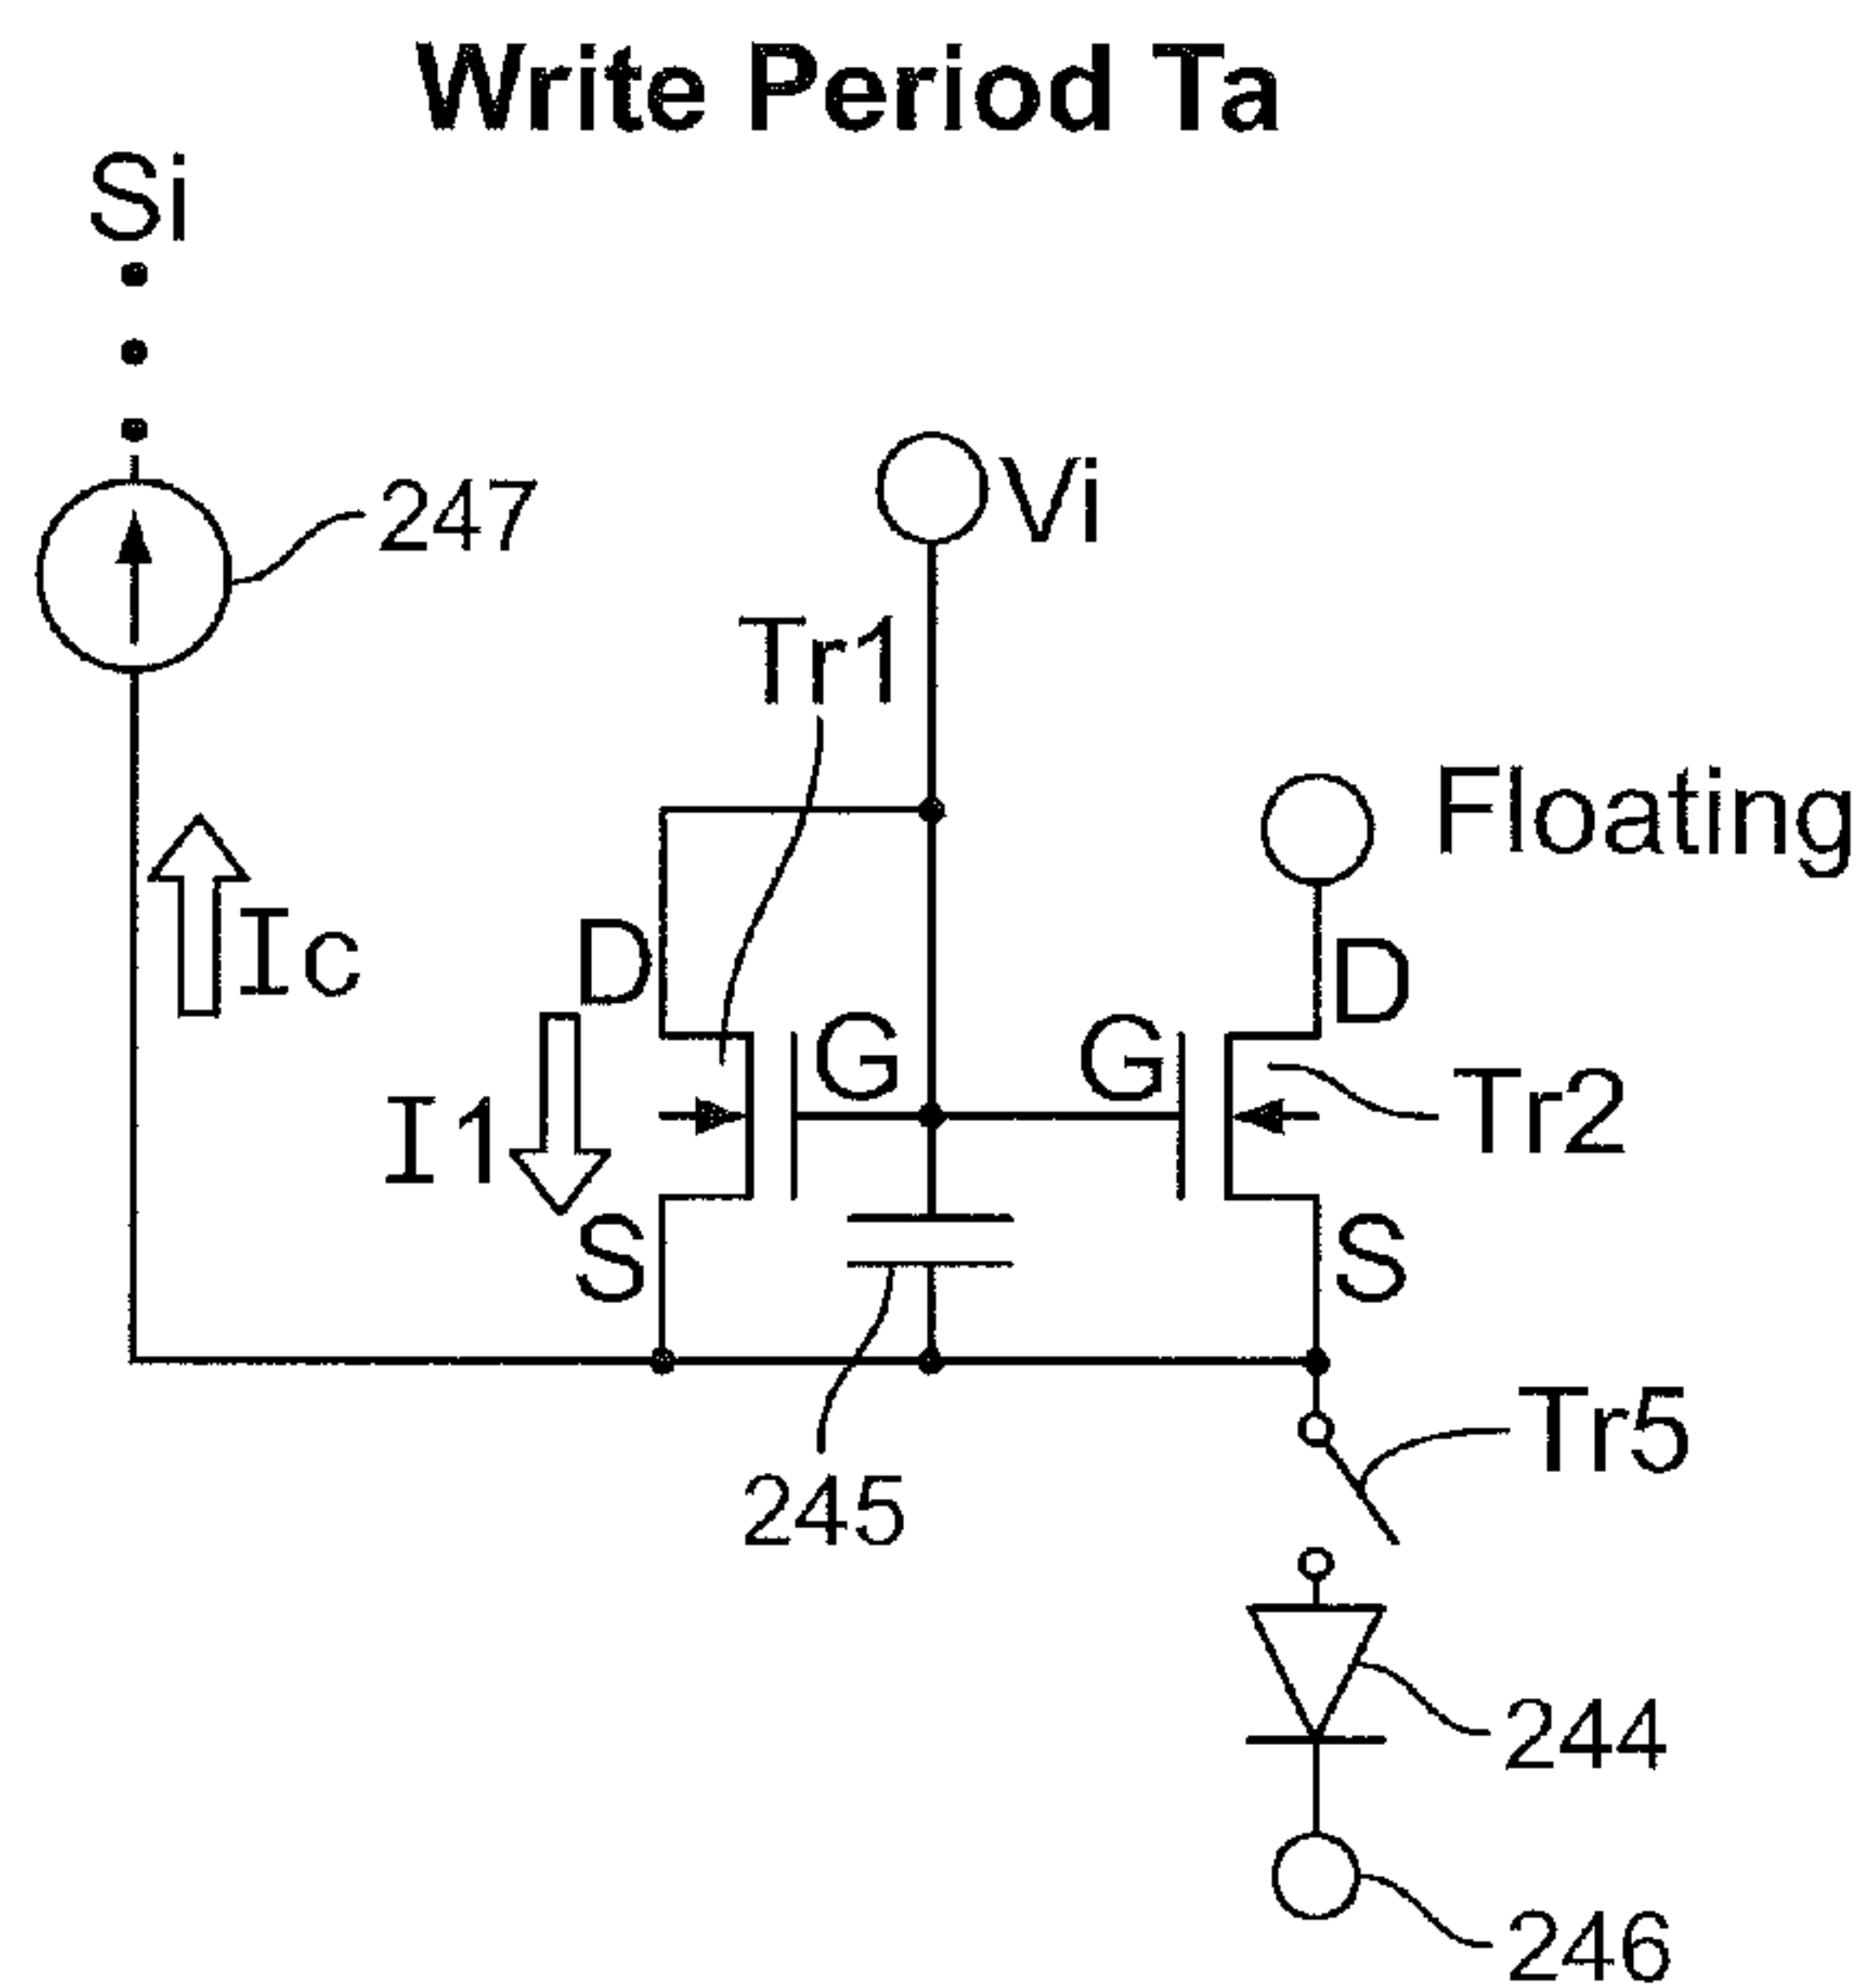 Write Period Ta
Si
247
Vi
Tr1
Floating
Ic
D
D
G
G
I1
Tr2
S
S
Tr5
245
244
246